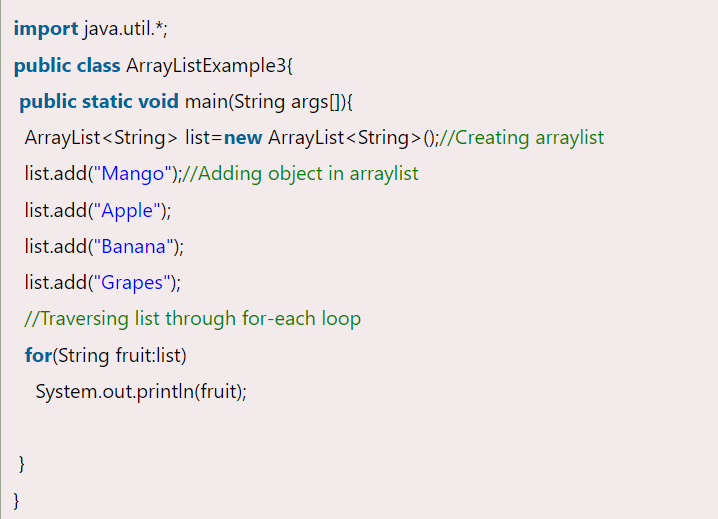 import java.util.*;
public class ArrayListExample3{
public static void main(String args[]){
ArrayList<String> list=new ArrayList<String>();//Creating arraylist
list.add("Mango");//Adding object in arraylist
list.add("Apple");
list.add("Banana");
list.add("Grapes");
//Traversing list through for-each loop
for(String fruit:list)
System.out.println(fruit);
}
}